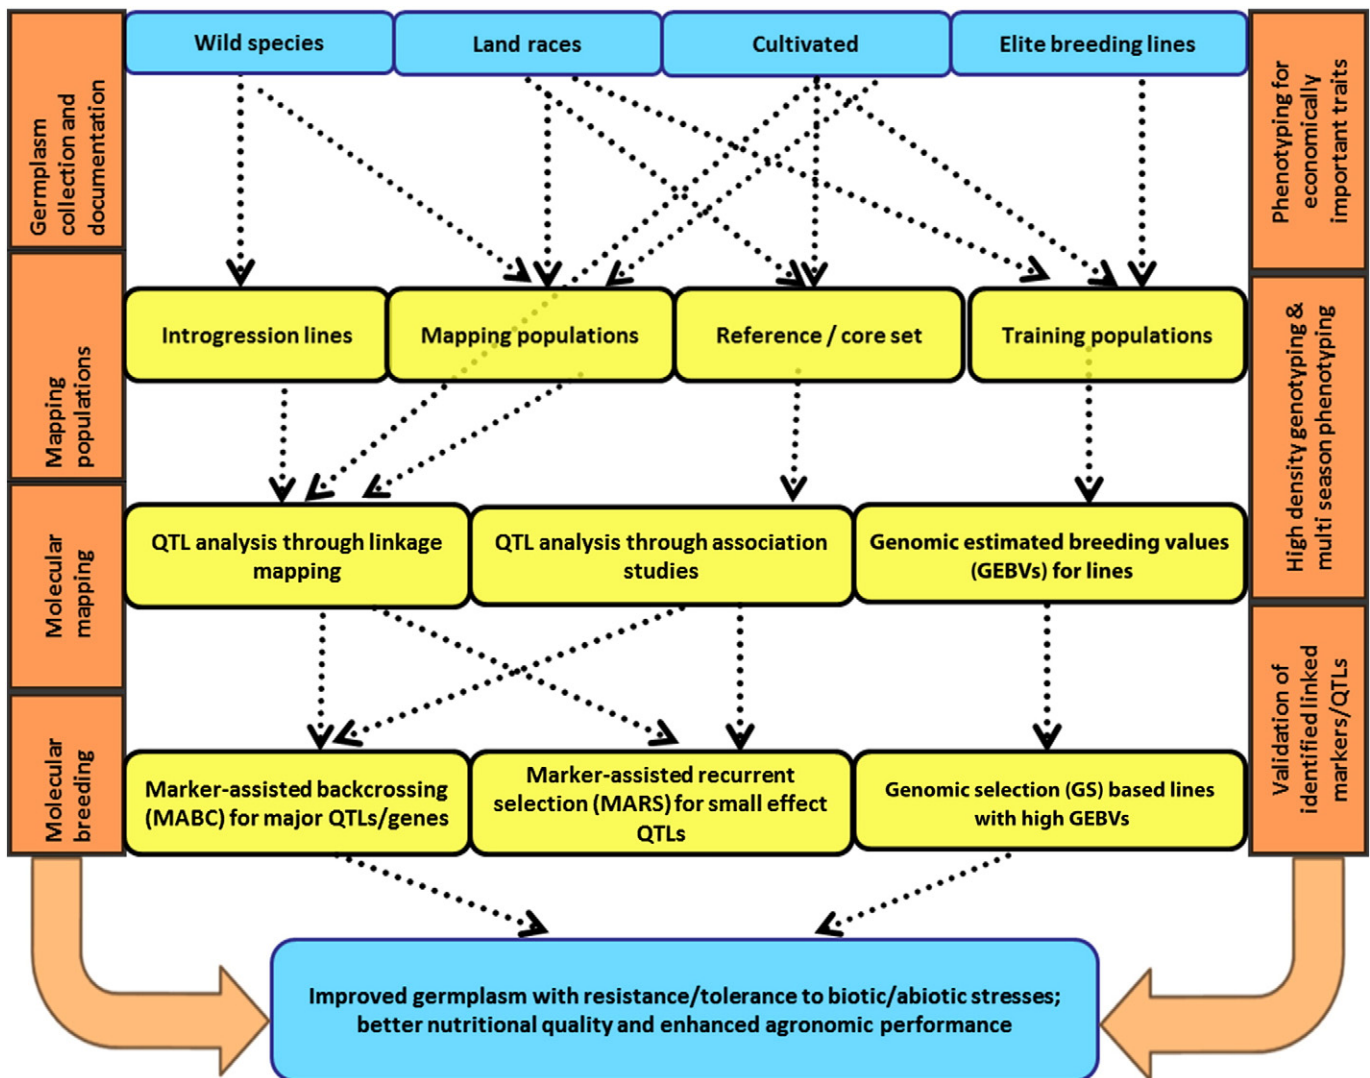 Wild species
Land races
Cultivated
Elite breeding lines
Germplasm
collection and
documentation
Phenotyping for
economically
important traits
Introgression lines
Mapping populations
Reference / core set
Training populations
Mapping
populations
High density genotyping &
multi season phenotyping
QTL analysis through linkage
mapping
QTL analysis through association
studies
Genomic estimated breeding values
(GEBVs) for lines
Molecular
mapping
Validation of
identified linked
markers/QTLs
Marker-assisted backcrossing
(MABC) for major QTLs/genes
Marker-assisted recurrent
selection (MARS) for small effect
QTLs
Genomic selection (GS) based lines
with high GEBVs
Molecular
breeding
Improved germplasm with resistance/tolerance to biotic/abiotic stresses;
better nutritional quality and enhanced agronomic performance